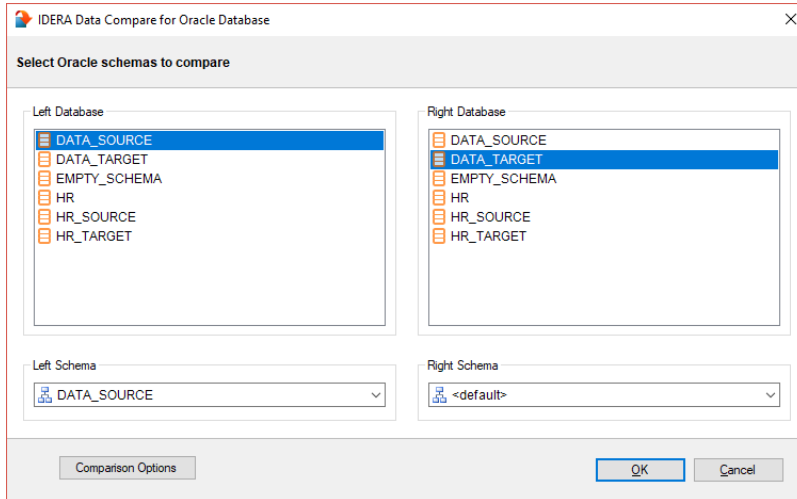 IDERA Data Compare for Oracle Database
Select Oracle schemas to compare
Left Database
DATA_SOURCE
DATA_TARGET
EMPTY_SCHEMA
HR
HR_SOURCE
HR_TARGET
Right Database
DATA_SOURCE
DATA_TARGET
EMPTY_SCHEMA
HR
HR_SOURCE
HR_TARGET
Left Schema
DATA_SOURCE
Right Schema
<default>
Comparison Options
OK
Cancel